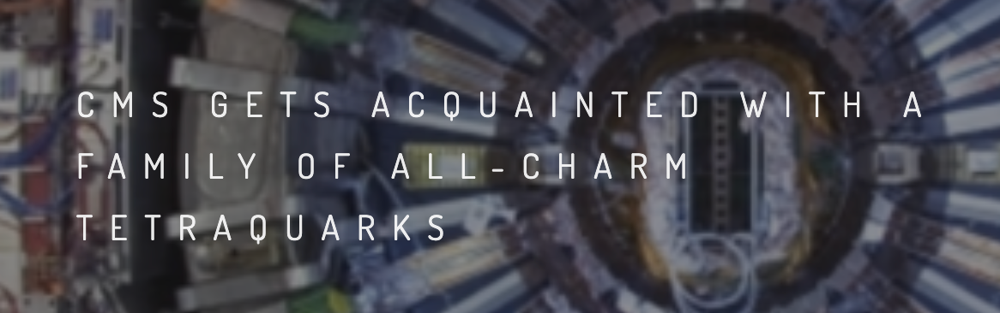 CMS GETS ACQUAINTED WITH A
FAMILY OF ALL-CHARM
TETRAQUARKS